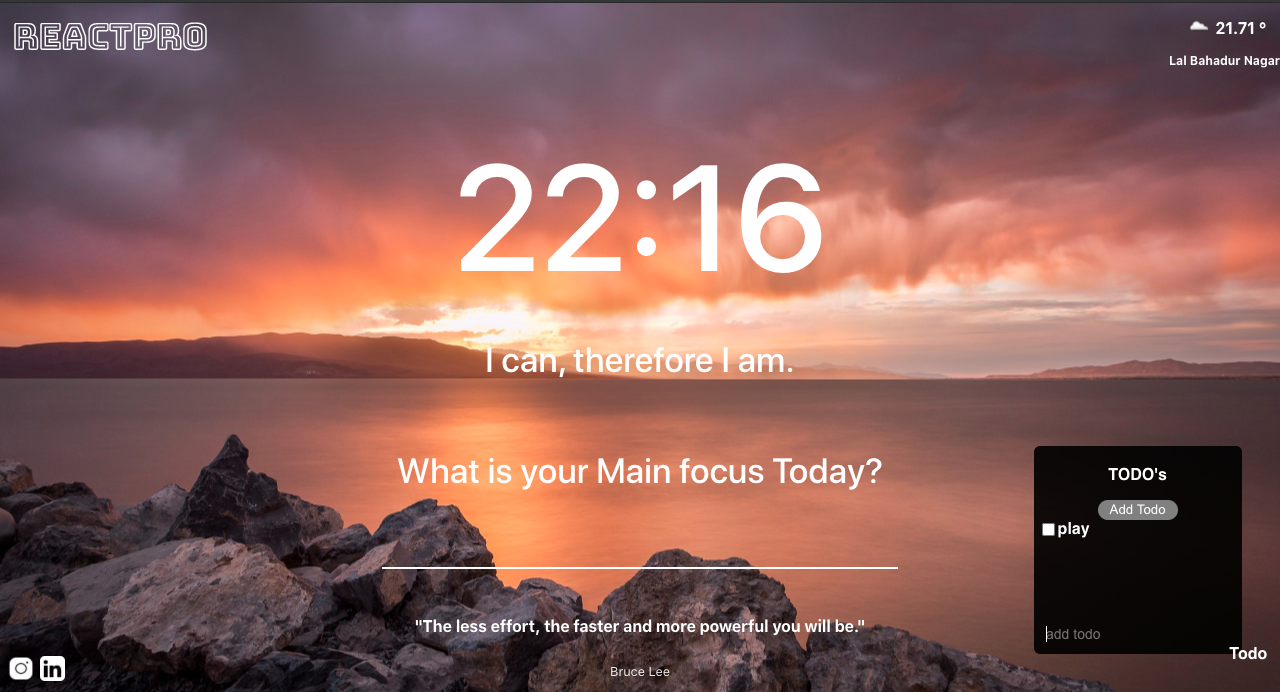 REACTPRO
21.71 °
Lal Bahadur Nagar
22:16
I can, therefore I am.
What is your Main focus Today?
TODO's
Add Todo
play
add todo
"The less effort, the faster and more powerful you will be."
Bruce Lee
in
Todo